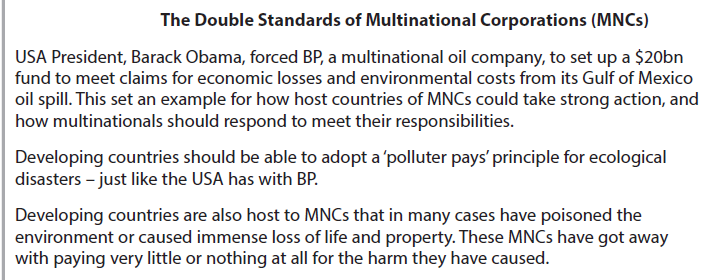 The Double Standards of Multinational Corporations (MNCs)
USA President, Barack Obama, forced BP, a multinational oil company, to set up a $20bn
fund to meet claims for economic losses and environmental costs from its Gulf of Mexico
oil spill. This set an example for how host countries of MNCs could take strong action, and
how multinationals should respond to meet their responsibilities.
Developing countries should be able to adopt a ‘polluter pays’ principle for ecological
disasters – just like the USA has with BP.
Developing countries are also host to MNCs that in many cases have poisoned the
environment or caused immense loss of life and property. These MNCs have got away
with paying very little or nothing at all for the harm they have caused.